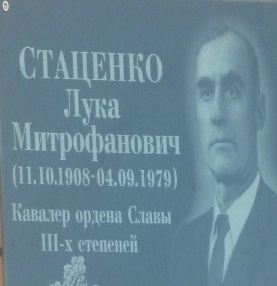 СТАЦЕНКО
Лука
Митрофанович
(11.10.1908-04.09.1979)
Кавалер ордена Славы
III-х степеней